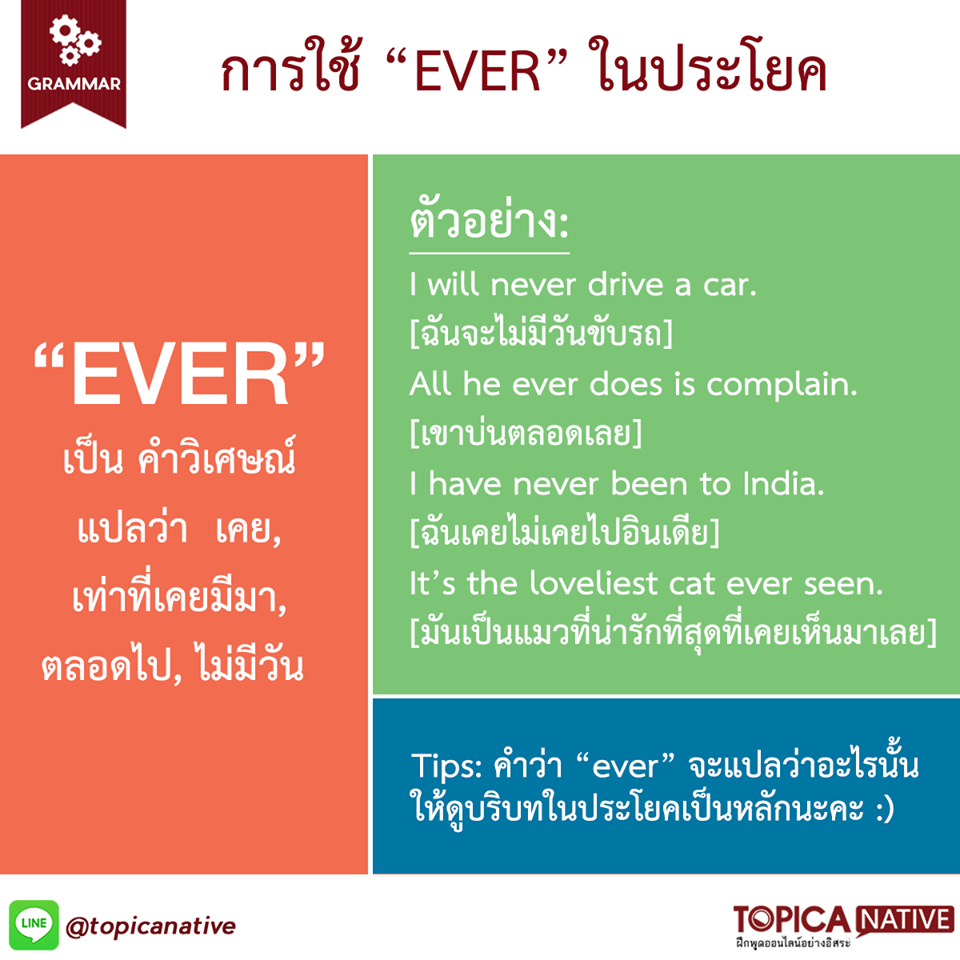 GRAMMAR
การใช้ “EVER” ในประโยค
“EVER”
เป็น คำวิเศษณ์
แปลว่า เคย,
เท่าที่เคยมีมา,
ตลอดไป, ไม่มีวัน
ตัวอย่าง:
I will never drive a car.
[ฉันจะไม่มีวันขับรถ]
All he ever does is complain.
[เขาบ่นตลอดเลย]
I have never been to India.
[ฉันเคยไม่เคยไปอินเดีย]
It’s the loveliest cat ever seen.
[มันเป็นแมวที่น่ารักที่สุดที่เคยเห็นมาเลย]
Tips: คำว่า “ever” จะแปลว่าอะไรนั้น
ให้ดูบริบทในประโยคเป็นหลักนะคะ :)
LINE @topicanative
TOPICA NATIVE
ฝึกพูดออนไลน์อย่างอิสระ